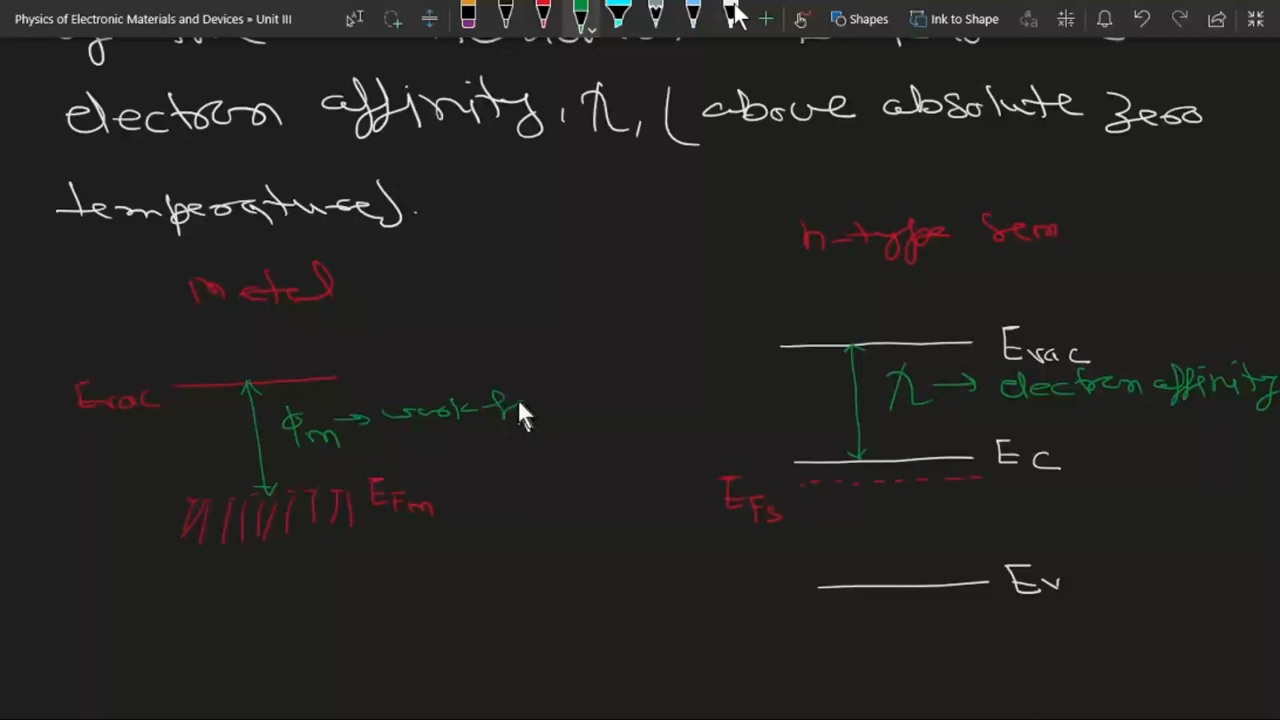 Physics of Electronic Materials and Devices » Unit III
Shapes
Ink to Shape
electron affinity, χ, (above absolute zero
temperature).
n-type sem
metal
Evac
χ → electron affinity
Evac
ϕm → work
EC
EFs
EFm
Ev